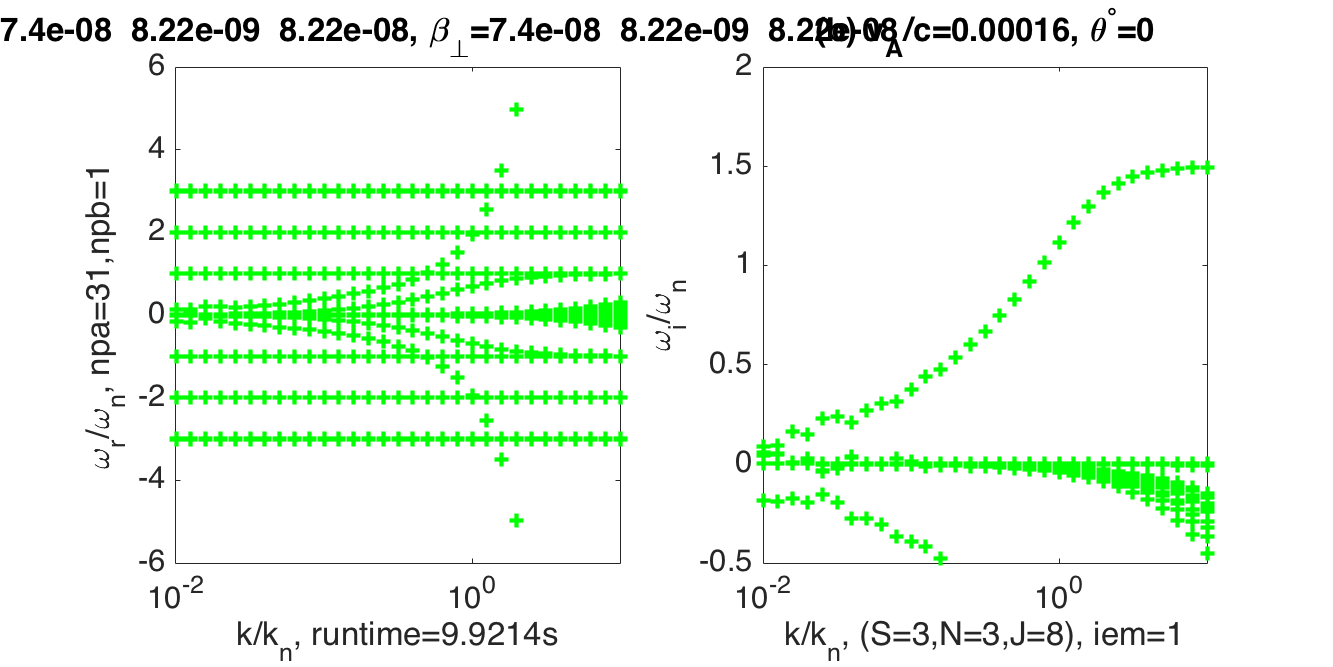 7.4e-08 8.22e-09 8.22e-08, β⊥=7.4e-08 8.22e-09 8.22e-08
(b) v_A/c=0.00016, θ°=0
6
4
2
0
-2
-4
-6
10^-2
10^0
ω_r/ω_n, npa=31,npb=1
k/k_n, runtime=9.9214s
2
1.5
1
0.5
0
-0.5
10^-2
10^0
ω_i/ω_n
k/k_n, (S=3,N=3,J=8), iem=1